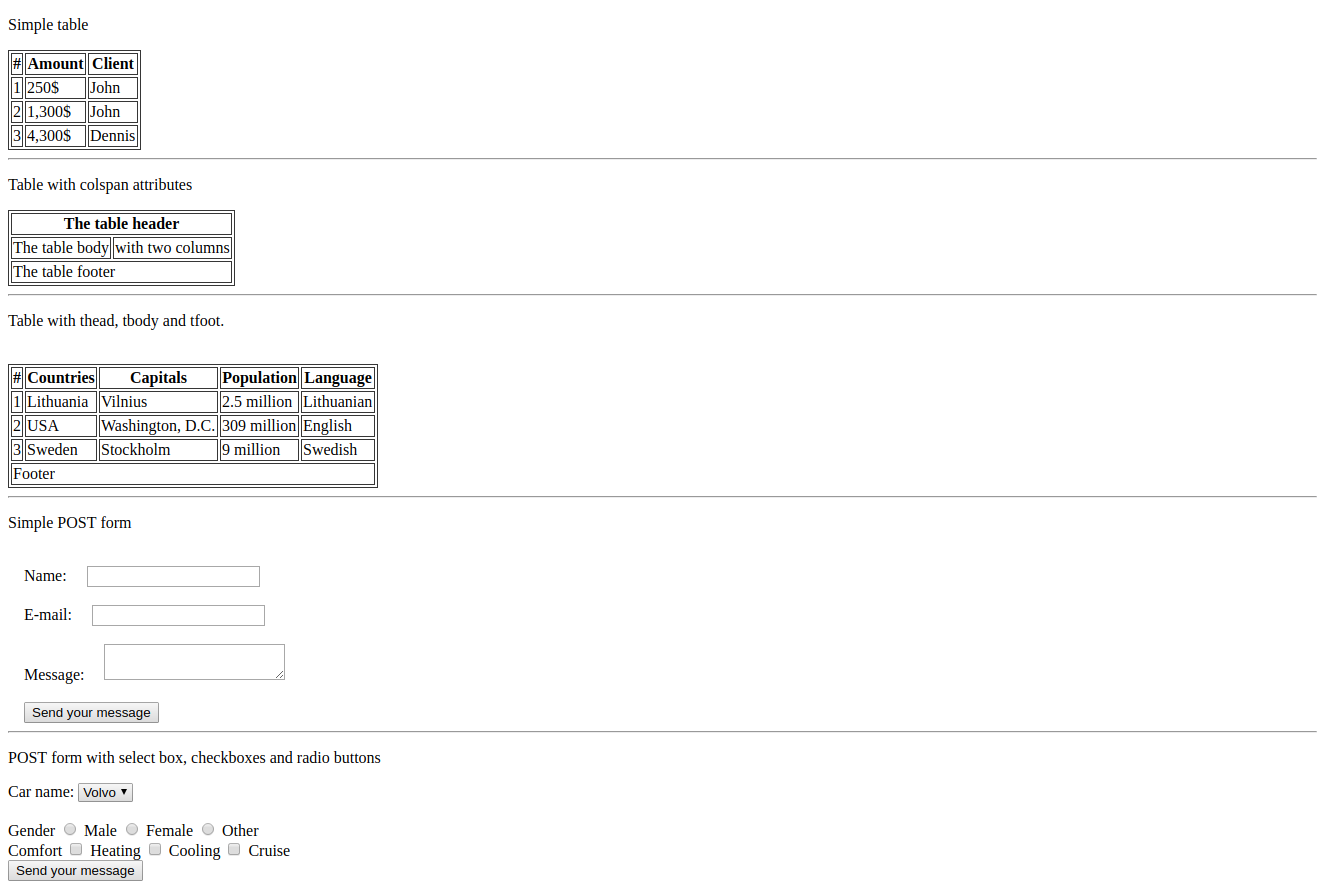 Simple table
# Amount Client
1 250$ John
2 1,300$ John
3 4,300$ Dennis
Table with colspan attributes
The table header
The table body with two columns
The table footer
Table with thead, tbody and tfoot.
# Countries Capitals Population Language
1 Lithuania Vilnius 2.5 million Lithuanian
2 USA Washington, D.C. 309 million English
3 Sweden Stockholm 9 million Swedish
Footer
Simple POST form
Name:
E-mail:
Message:
Send your message
POST form with select box, checkboxes and radio buttons
Car name: Volvo
Gender Male Female Other
Comfort Heating Cooling Cruise
Send your message